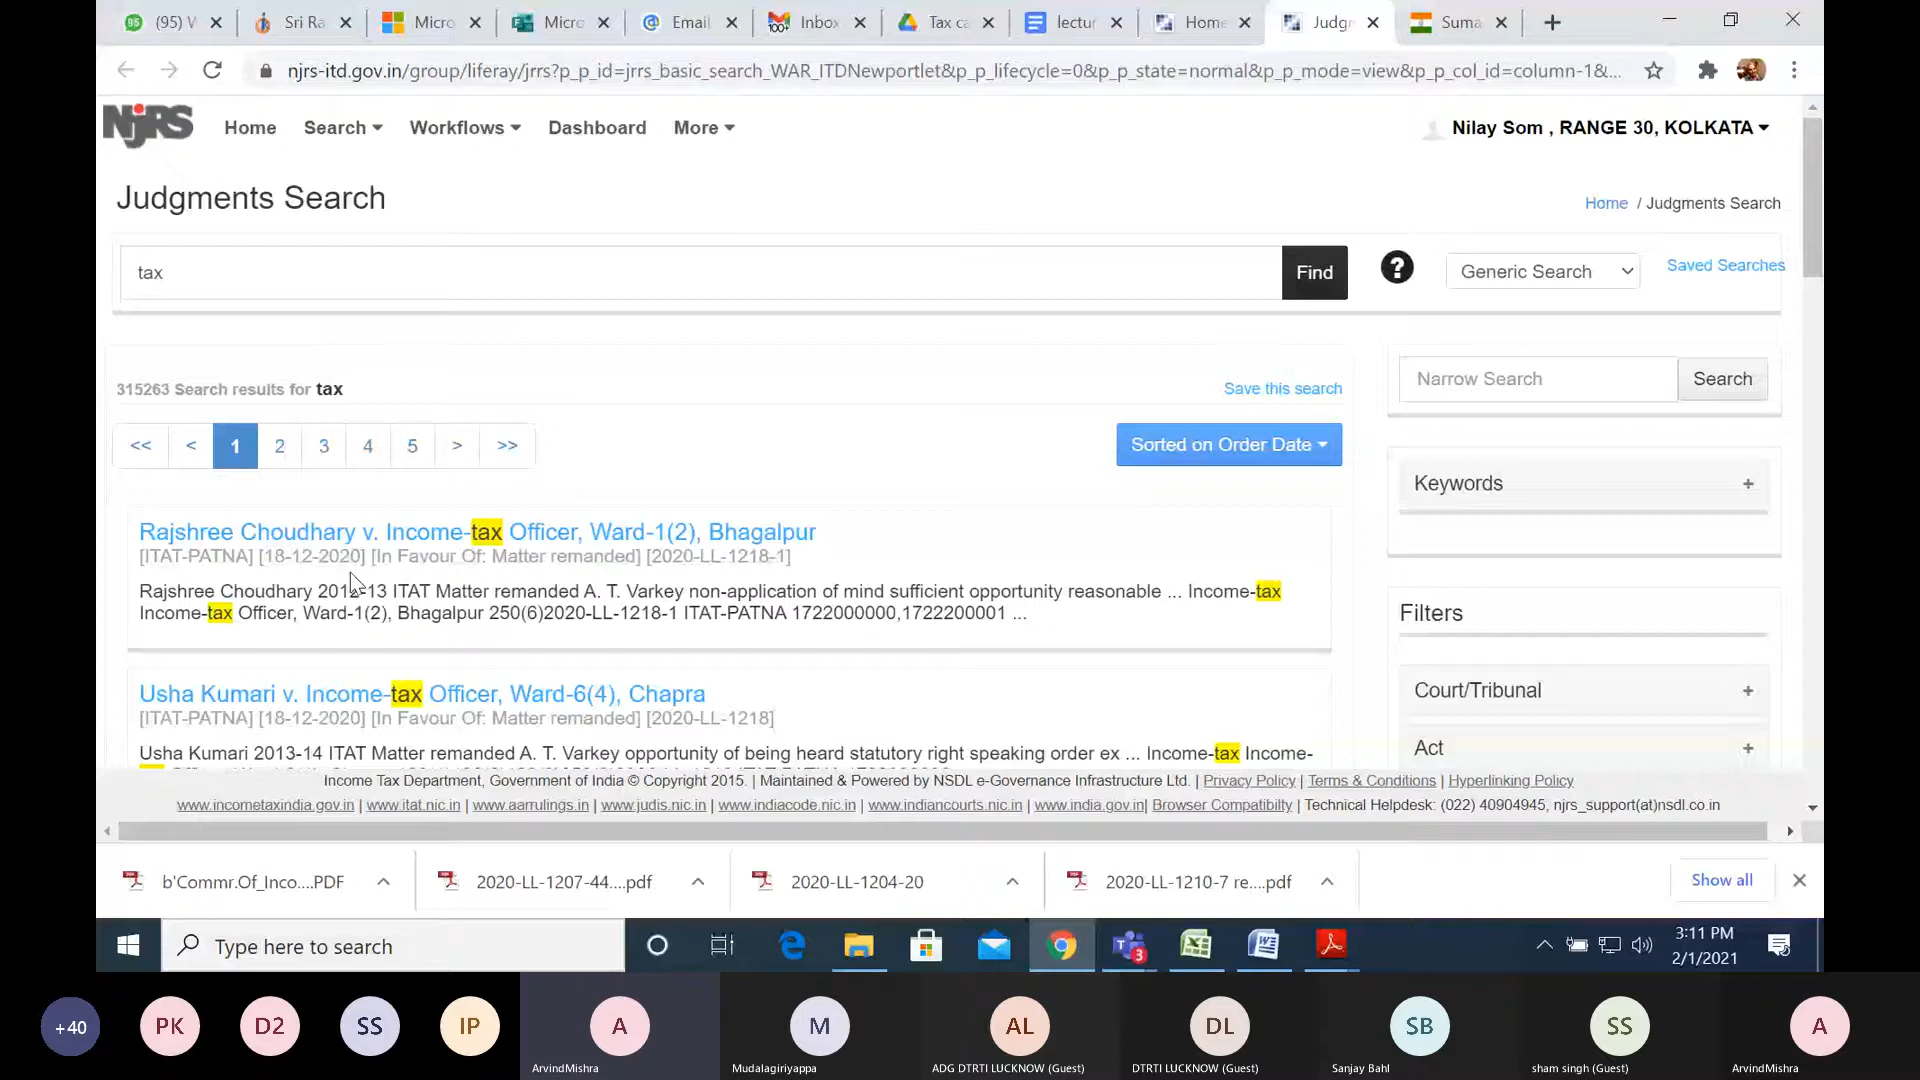 (95) W
Sri Ra
Micro
Micro
Email
Inbox
Tax ca
lectur
Home
Judgm
Suma
njrs-itd.gov.in/group/liferay/jrrs?p_p_id=jrrs_basic_search_WAR_ITDNewportlet&p_p_lifecycle=0&p_p_state=normal&p_p_mode=view&p_p_col_id=column-1&...
NJRS
Home
Search
Workflows
Dashboard
More
Nilay Som , RANGE 30, KOLKATA
Judgments Search
Home / Judgments Search
tax
Find
?
Generic Search
Saved Searches
315263 Search results for tax
Save this search
Narrow Search
Search
<< < 1 2 3 4 5 > >>
Sorted on Order Date
Keywords +
Rajshree Choudhary v. Income-tax Officer, Ward-1(2), Bhagalpur
[ITAT-PATNA] [18-12-2020] [In Favour Of: Matter remanded] [2020-LL-1218-1]
Rajshree Choudhary 2012-13 ITAT Matter remanded A. T. Varkey non-application of mind sufficient opportunity reasonable ... Income-tax
Income-tax Officer, Ward-1(2), Bhagalpur 250(6)2020-LL-1218-1 ITAT-PATNA 1722000000,1722200001 ...
Filters
Court/Tribunal +
Act +
Usha Kumari v. Income-tax Officer, Ward-6(4), Chapra
[ITAT-PATNA] [18-12-2020] [In Favour Of: Matter remanded] [2020-LL-1218]
Usha Kumari 2013-14 ITAT Matter remanded A. T. Varkey opportunity of being heard statutory right speaking order ex ... Income-tax Income-
Income Tax Department, Government of India © Copyright 2015. | Maintained & Powered by NSDL e-Governance Infrastructure Ltd. | Privacy Policy | Terms & Conditions | Hyperlinking Policy
www.incometaxindia.gov.in | www.itat.nic.in | www.aarrulings.in | www.judis.nic.in | www.indiacode.nic.in | www.indiancourts.nic.in | www.india.gov.in| Browser Compatibilty | Technical Helpdesk: (022) 40904945, njrs_support(at)nsdl.co.in
b'Commr.Of_Inco....PDF
2020-LL-1207-44....pdf
2020-LL-1204-20
2020-LL-1210-7 re....pdf
Show all
Type here to search
3
3:11 PM
2/1/2021
+40
PK
D2
SS
IP
A
M
AL
DL
SB
SS
A
ArvindMishra
Mudalagiriyappa
ADG DTRTI LUCKNOW (Guest)
DTRTI LUCKNOW (Guest)
Sanjay Bahl
sham singh (Guest)
ArvindMishra